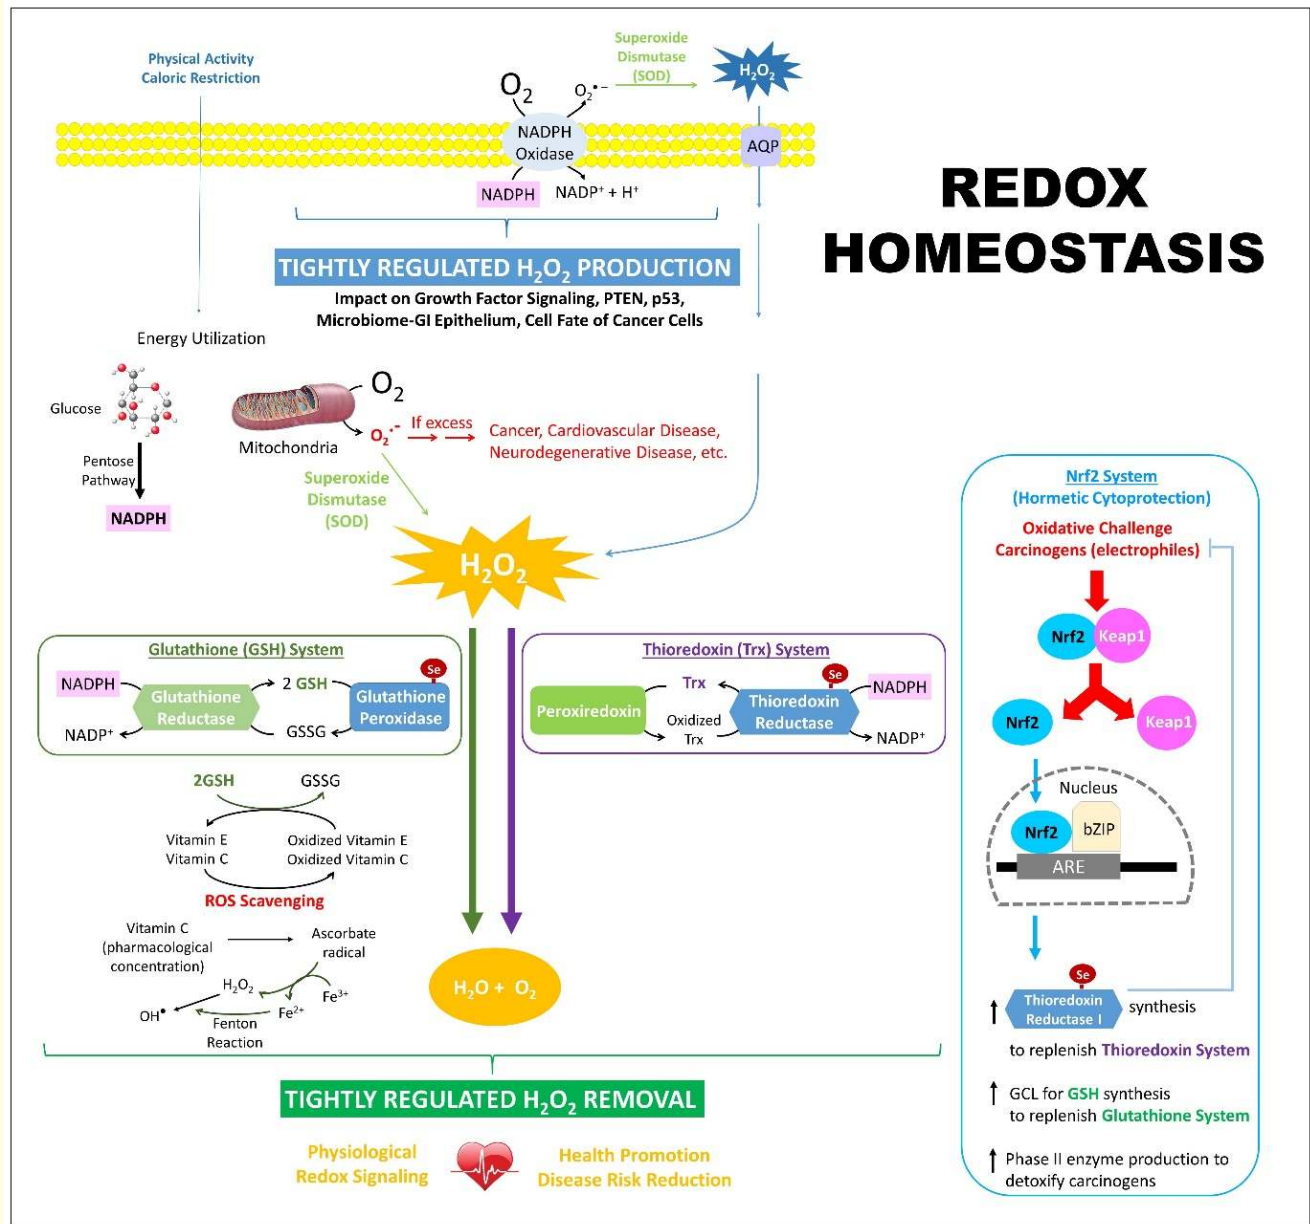 REDOX
HOMEOSTASIS
Physical Activity
Caloric Restriction
Superoxide
Dismutase
(SOD)
O₂
O₂•−
H₂O₂
NADPH
Oxidase
AQP
NADPH
NADP⁺ + H⁺
TIGHTLY REGULATED H₂O₂ PRODUCTION
Impact on Growth Factor Signaling, PTEN, p53,
Microbiome-GI Epithelium, Cell Fate of Cancer Cells
Energy Utilization
Glucose
Pentose
Pathway
NADPH
O₂
Mitochondria
O₂•-
If excess
Cancer, Cardiovascular Disease,
Neurodegenerative Disease, etc.
Superoxide
Dismutase
(SOD)
H₂O₂
Glutathione (GSH) System
NADPH
NADP⁺
Glutathione
Reductase
2 GSH
GSSG
Se
Glutathione
Peroxidase
Thioredoxin (Trx) System
Peroxiredoxin
Trx
Oxidized
Trx
Se
Thioredoxin
Reductase
NADPH
NADP⁺
2GSH
GSSG
Vitamin E
Vitamin C
Oxidized Vitamin E
Oxidized Vitamin C
ROS Scavenging
Vitamin C
(pharmacological
concentration)
Ascorbate
radical
H₂O₂
Fe³⁺
OH•
Fe²⁺
Fenton
Reaction
H₂O + O₂
TIGHTLY REGULATED H₂O₂ REMOVAL
Physiological
Redox Signaling
Health Promotion
Disease Risk Reduction
Nrf2 System
(Hormetic Cytoprotection)
Oxidative Challenge
Carcinogens (electrophiles)
Nrf2
Keap1
Nrf2
Keap1
Nucleus
Nrf2
bZIP
ARE
Se
Thioredoxin
Reductase I
synthesis
to replenish Thioredoxin System
GCL for GSH synthesis
to replenish Glutathione System
Phase II enzyme production to
detoxify carcinogens